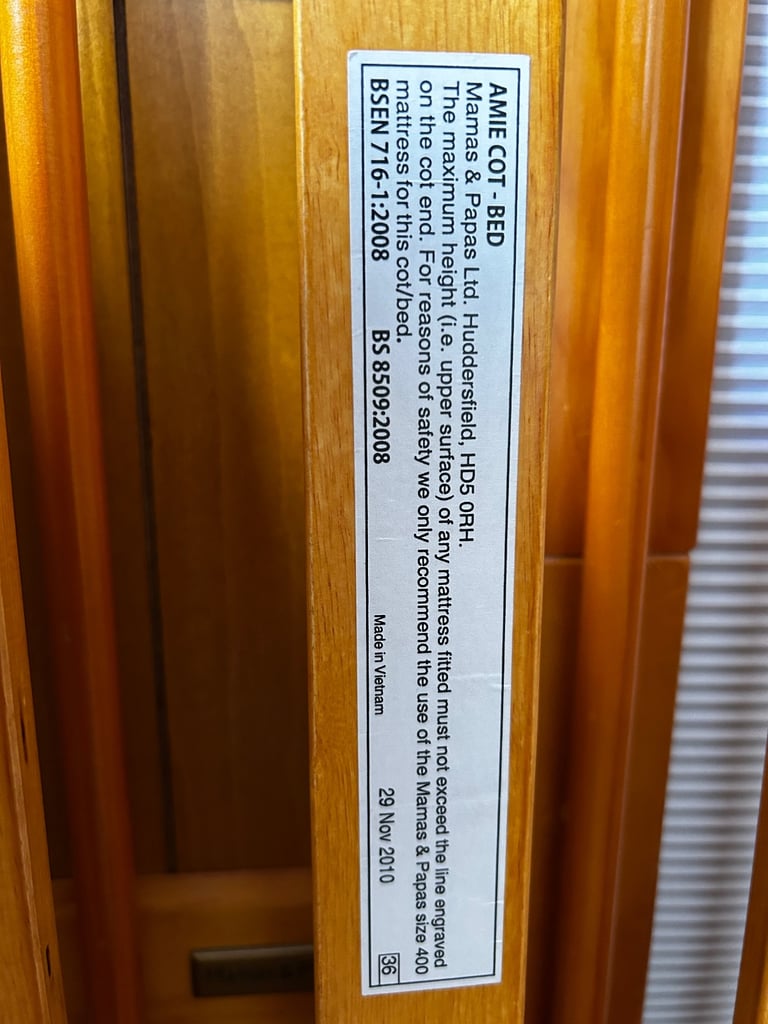 AMIE COT - BED
Mamas & Papas Ltd. Huddersfield, HD5 0RH.
The maximum height (i.e. upper surface) of any mattress fitted must not exceed the line engraved
on the cot end. For reasons of safety we only recommend the use of the Mamas & Papas size 400
mattress for this cot/bed.
BSEN 716-1:2008 BS 8509:2008 Made in Vietnam 29 Nov 2010 36